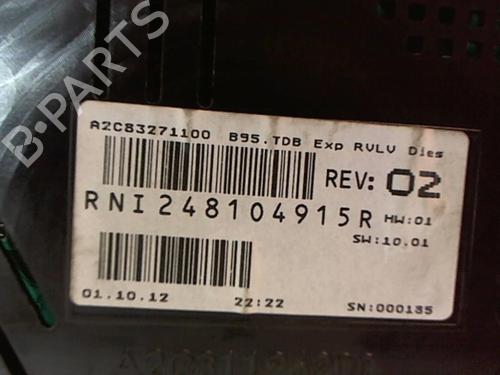 B-PARTS
A2C83271100 B95.TDB Exp RVLV Dies
REV: 02
RNI248104915R HW:01
SW:10.01
01.10.12 22:22 SN:000135